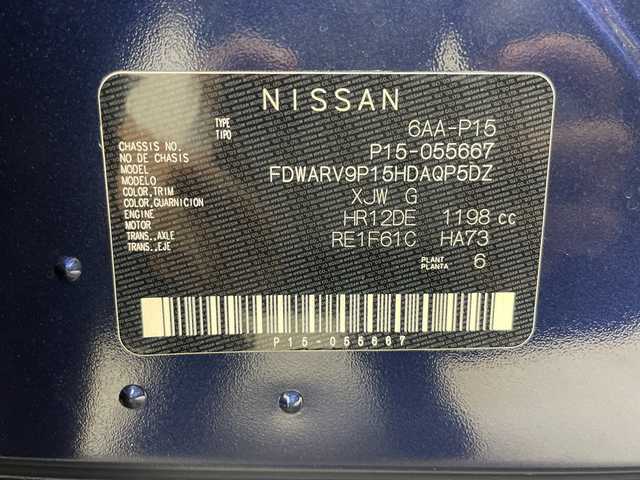 NISSAN
TYPE
TIPO 6AA-P15
CHASSIS NO.
NO DE CHASIS P15-055667
MODEL
MODELO FDWARV9P15HDAQP5DZ
COLOR,TRIM
COLOR,GUARNICION XJW G
ENGINE
MOTOR HR12DE 1198 cc
TRANS.,AXLE
TRANS.,EJE RE1F61C HA73
PLANT
PLANTA 6
P15-055667